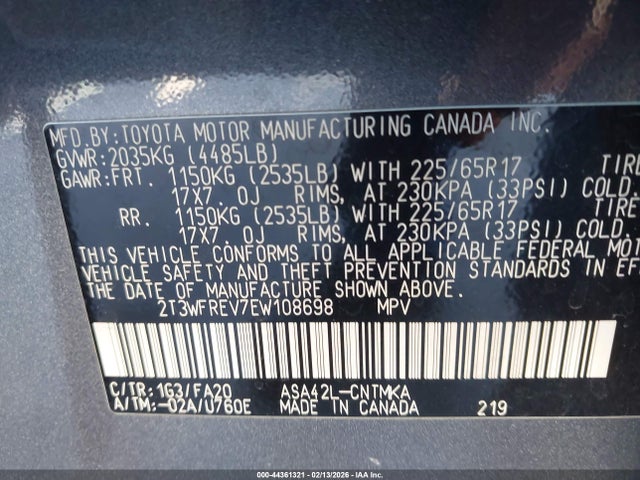 MFD.BY:TOYOTA MOTOR MANUFACTURING CANADA INC.
GVWR:2035KG (4485LB)
GAWR:FRT. 1150KG (2535LB) WITH 225/65R17 TIRE
17X7. 0J RIMS, AT 230KPA (33PSI) COLD.
RR. 1150KG (2535LB) WITH 225/65R17 TIRE
17X7. 0J RIMS, AT 230KPA (33PSI) COLD.
THIS VEHICLE CONFORMS TO ALL APPLICABLE FEDERAL MOTO
VEHICLE SAFETY AND THEFT PREVENTION STANDARDS IN EFF
THE DATE OF MANUFACTURE SHOWN ABOVE.
2T3WFREV7EW108698 MPV
C/TR:1G3/FA20 ASA42L-CNTMKA
A/TM:-02A/U760E MADE IN CANADA 219
000-44361321 - 02/13/2026 - IAAI.COM